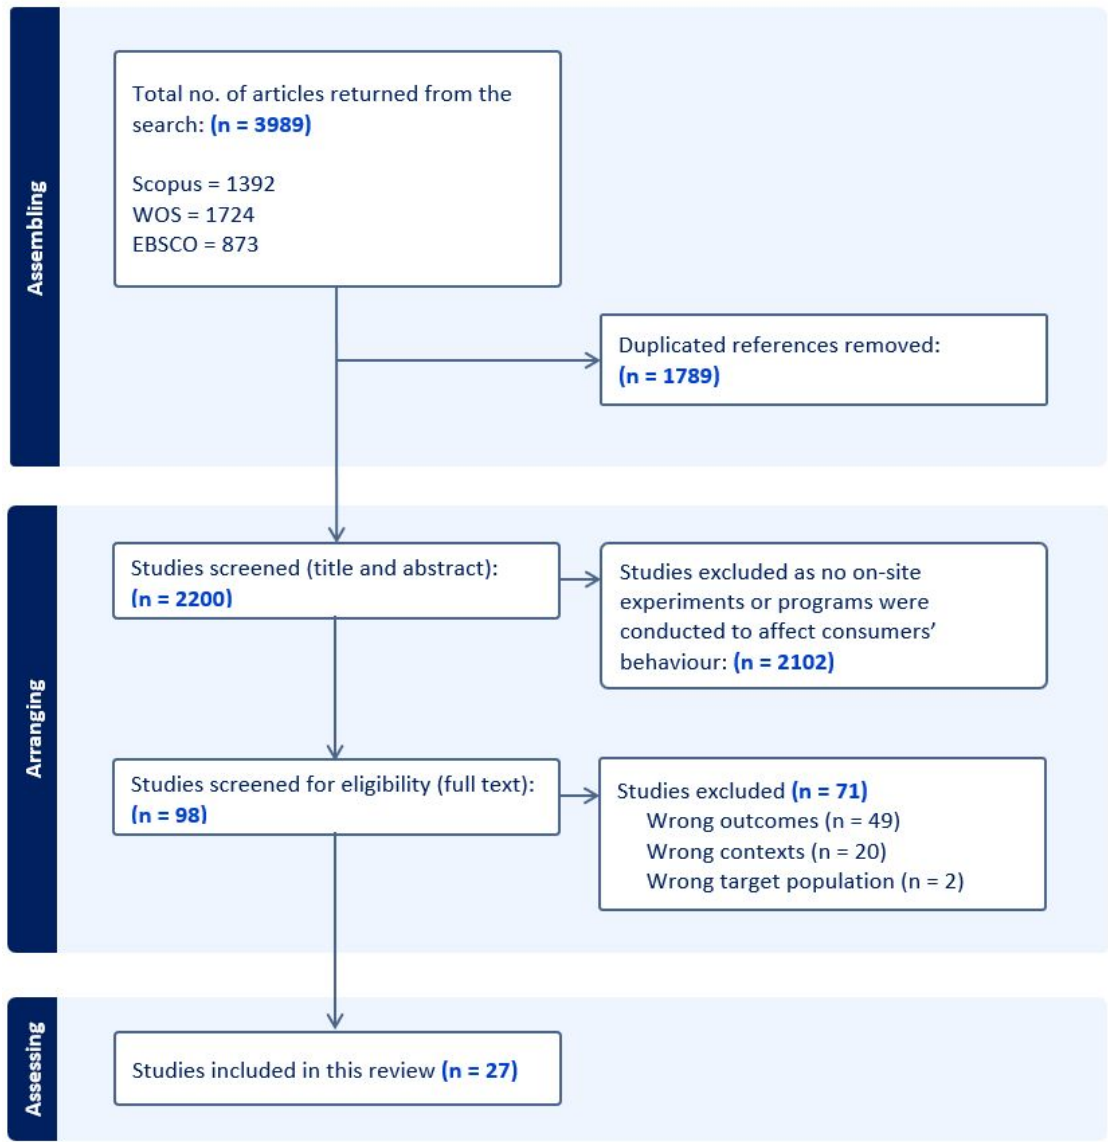 Assembling
Total no. of articles returned from the
search: (n = 3989)
Scopus = 1392
WOS = 1724
EBSCO = 873
Duplicated references removed:
(n = 1789)
Arranging
Studies screened (title and abstract):
(n = 2200)
Studies excluded as no on-site
experiments or programs were
conducted to affect consumers’
behaviour: (n = 2102)
Studies screened for eligibility (full text):
(n = 98)
Studies excluded (n = 71)
Wrong outcomes (n = 49)
Wrong contexts (n = 20)
Wrong target population (n = 2)
Assessing
Studies included in this review (n = 27)